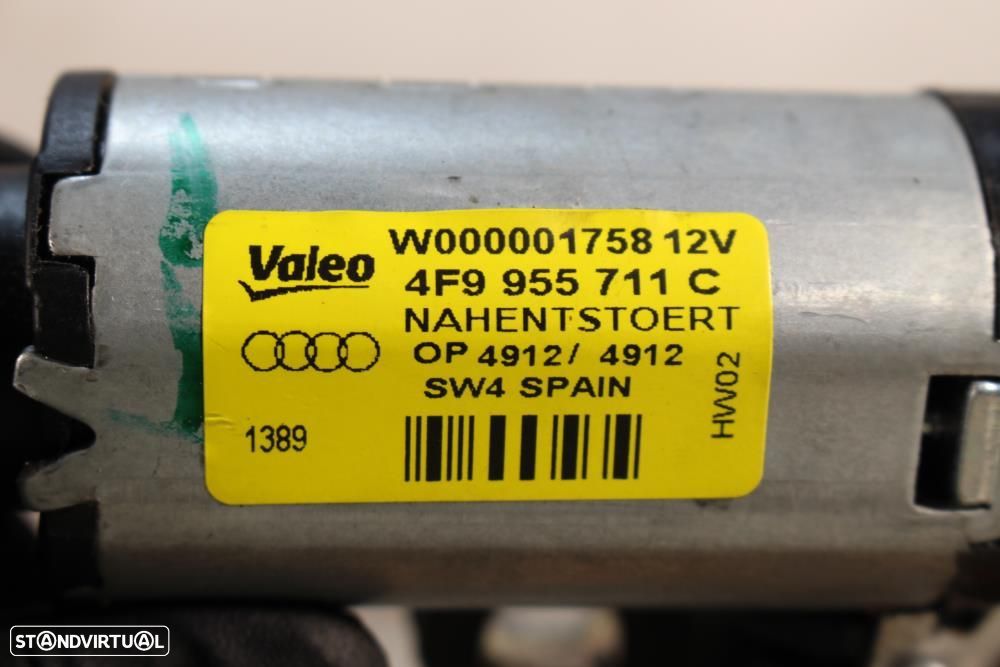 Valeo
W000001758 12V
4F9 955 711 C
NAHENTSTOERT
OP 4912/ 4912
SW4 SPAIN
HW02
1389
STANDVIRTUAL